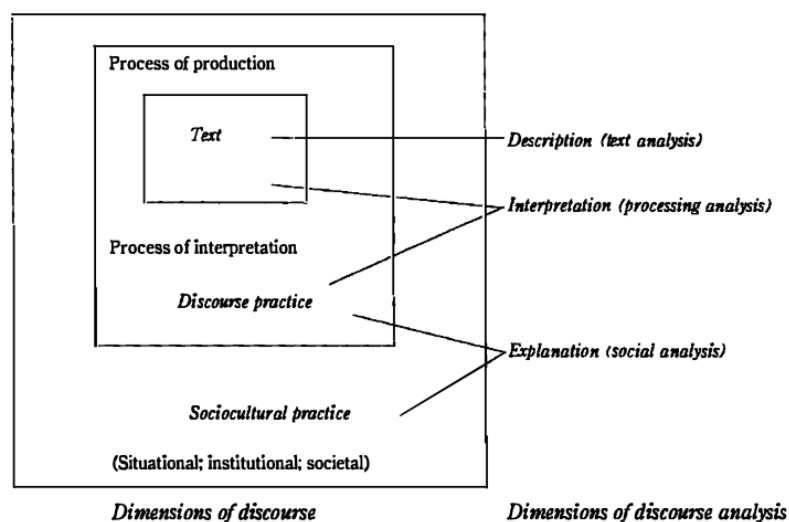 Process of production
Text
Description (text analysis)
Interpretation (processing analysis)
Process of interpretation
Discourse practice
Explanation (social analysis)
Sociocultural practice
(Situational; institutional; societal)
Dimensions of discourse
Dimensions of discourse analysis